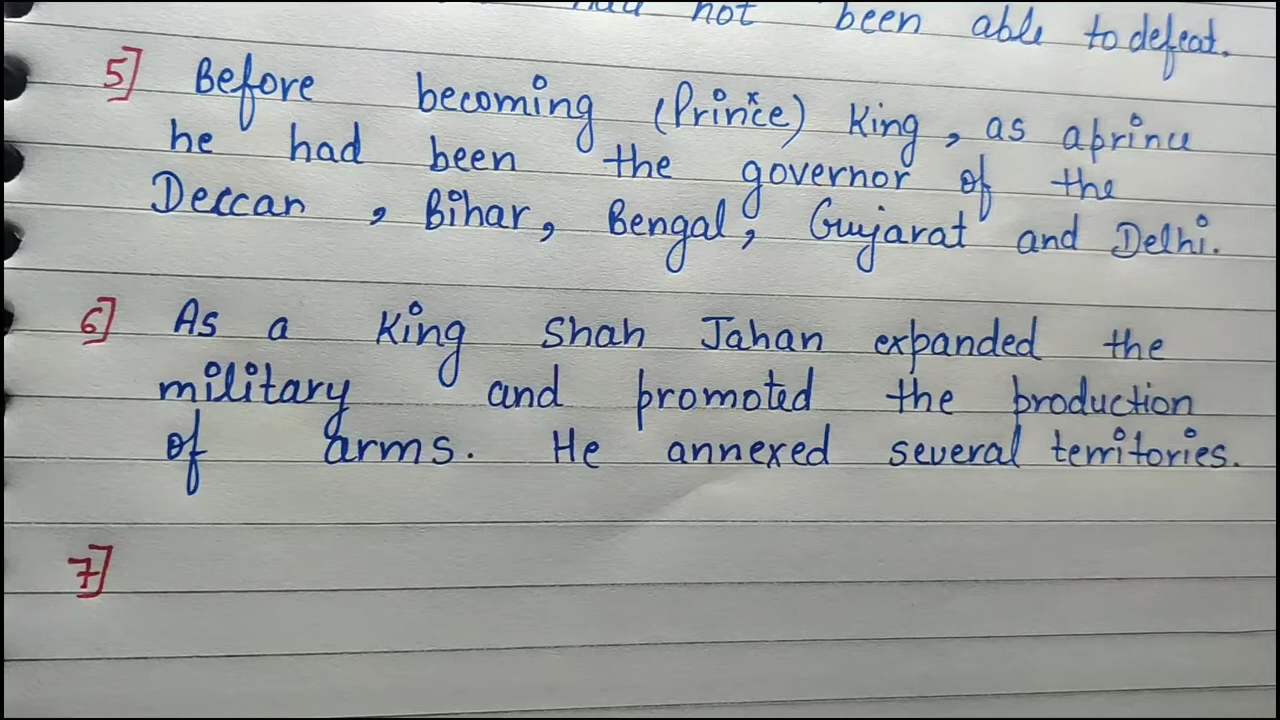 had not been able to defeat.
5] Before becoming (Prince) King, as a prince
he had been the governor of the
Deccan, Bihar, Bengal, Gujarat and Delhi.
6] As a King Shah Jahan expanded the
military and promoted the production
of arms. He annexed several territories.
7]